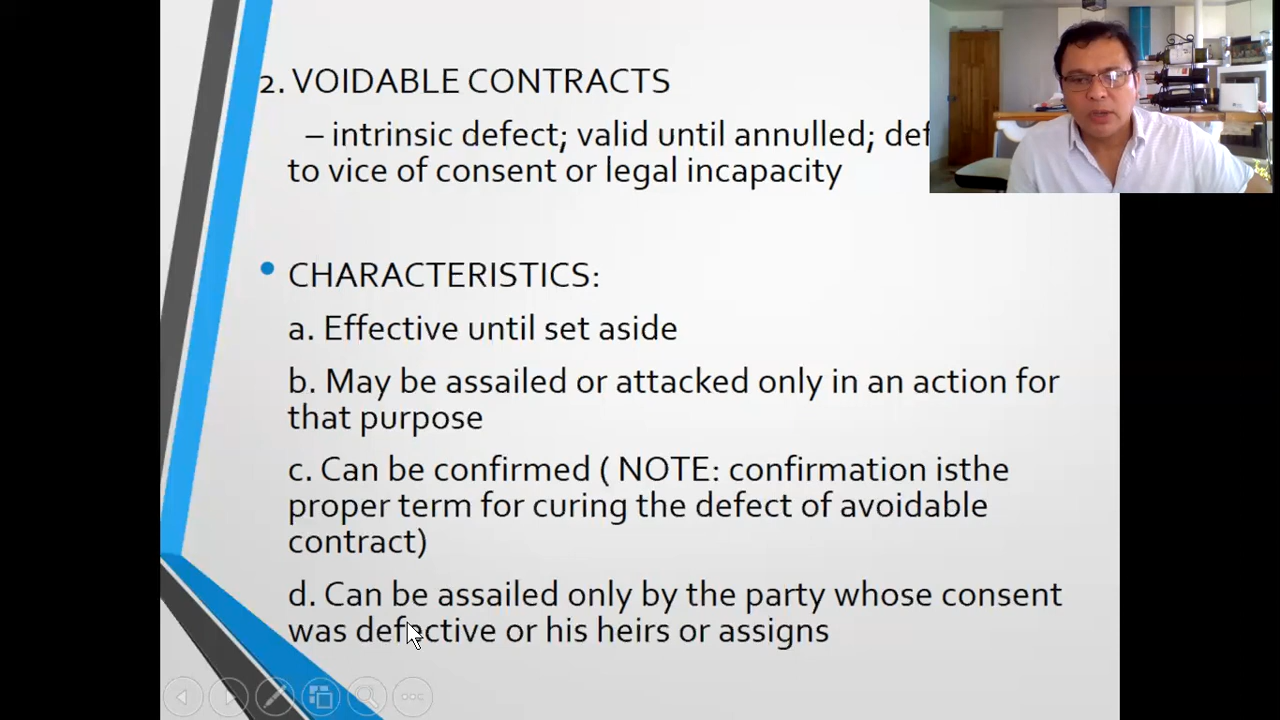 2. VOIDABLE CONTRACTS
– intrinsic defect; valid until annulled;
to vice of consent or legal incapacity
CHARACTERISTICS:
a. Effective until set aside
b. May be assailed or attacked only in an action for
that purpose
c. Can be confirmed ( NOTE: confirmation isthe
proper term for curing the defect of avoidable
contract)
d. Can be assailed only by the party whose consent
was defective or his heirs or assigns